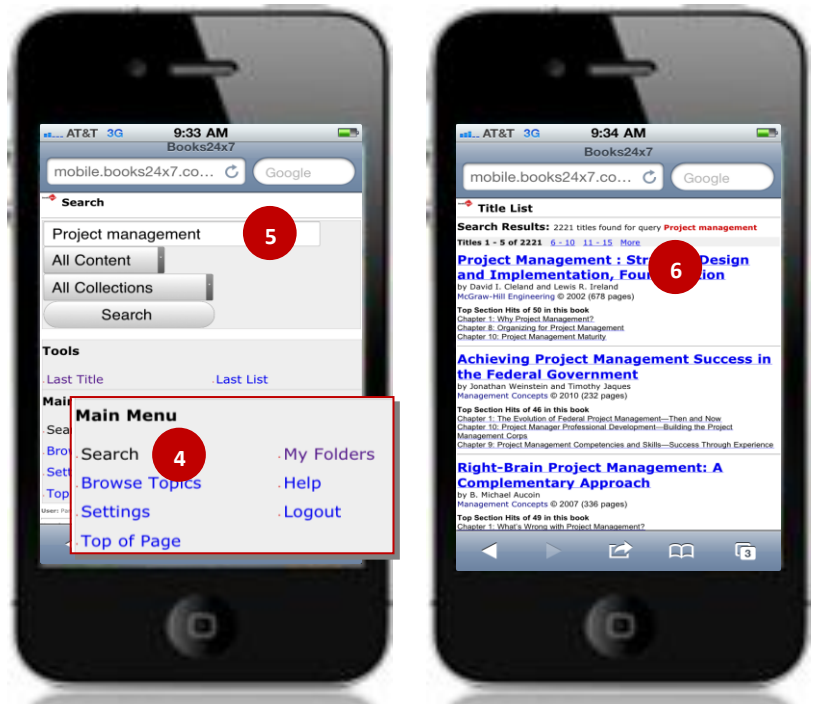 AT&T 3G 9:33 AM
Books24x7
mobile.books24x7.co... Google
Search
Project management 5
All Content
All Collections
Search
Tools
Last Title Last List
Main Menu
Search 4 My Folders
Browse Topics Help
Settings Logout
Top of Page
AT&T 3G 9:34 AM
Books24x7
mobile.books24x7.co... Google
Title List
Search Results: 2221 titles found for query Project management
Titles 1 - 5 of 2221 6 - 10 11 - 15 More
Project Management : Str Design 6
and Implementation, Fou tion
by David I. Cleland and Lewis R. Ireland
McGraw-Hill Engineering © 2002 (678 pages)
Top Section Hits of 50 in this book
Chapter 1: Why Project Management?
Chapter 8: Organizing for Project Management
Chapter 10: Project Management Maturity
Achieving Project Management Success in
the Federal Government
by Jonathan Weinstein and Timothy Jaques
Management Concepts © 2010 (232 pages)
Top Section Hits of 46 in this book
Chapter 1: The Evolution of Federal Project Management—Then and Now
Chapter 10: Project Manager Professional Development—Building the Project
Management Corps
Chapter 9: Project Management Competencies and Skills—Success Through Experience
Right-Brain Project Management: A
Complementary Approach
by B. Michael Aucoin
Management Concepts © 2007 (336 pages)
Top Section Hits of 49 in this book
Chapter 1: What's Wrong with Project Management?
3